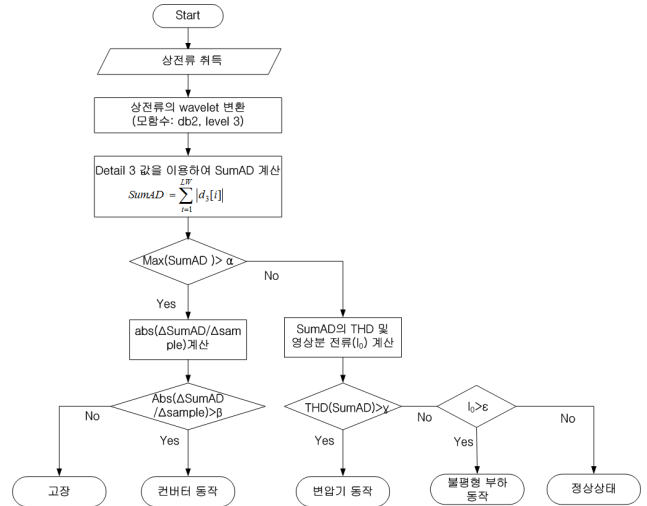 Start
상전류 취득
상전류의 wavelet 변환
(모함수: db2, level 3)
Detail 3 값을 이용하여 SumAD 계산
SumAD = \sum_{i=1}^{LW} |d₃[i]|
Max(SumAD )> α
No
Yes
abs(ΔSumAD/Δsam
ple)계산
SumAD의 THD 및
영상분 전류(I₀) 계산
Abs(ΔSumAD
/Δsample)>β
THD(SumAD)>γ
I₀>ε
No
Yes
Yes
No
Yes
No
고장
컨버터 동작
변압기 동작
불평형 부하
동작
정상상태